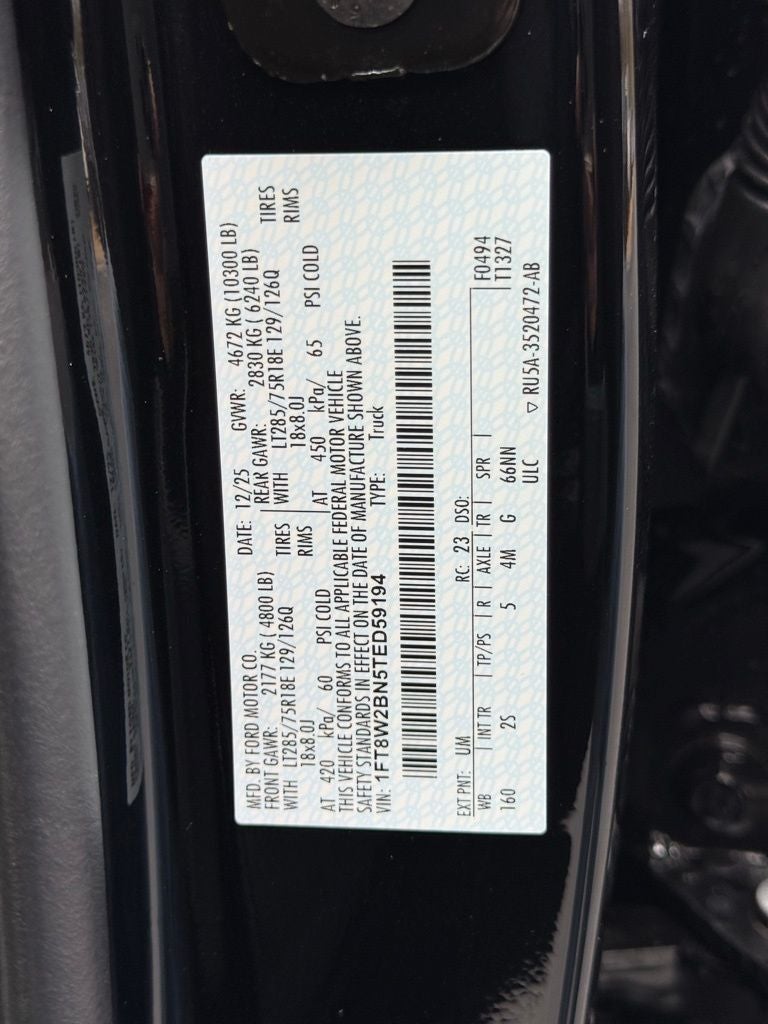 MFD. BY FORD MOTOR CO.
DATE: 12/25 GVWR: 4672 KG (10300 LB)
FRONT GAWR: 2177 KG ( 4800 LB) REAR GAWR: 2830 KG ( 6240 LB)
WITH LT285/75R18E 129/126Q TIRES WITH LT285/75R18E 129/126Q TIRES
18x8.0J RIMS 18x8.0J RIMS
AT 420 kPa/ 60 PSI COLD AT 450 kPa/ 65 PSI COLD
THIS VEHICLE CONFORMS TO ALL APPLICABLE FEDERAL MOTOR VEHICLE
SAFETY STANDARDS IN EFFECT ON THE DATE OF MANUFACTURE SHOWN ABOVE.
VIN: 1FT8W2BN5TED59194 TYPE: Truck
EXT PNT: UM RC: 23 DSO:
WB INT TR TP/PS R AXLE TR SPR F0494
160 2S 5 4M G 66NN T1327
ULC ▽ RU5A-3520472-AB